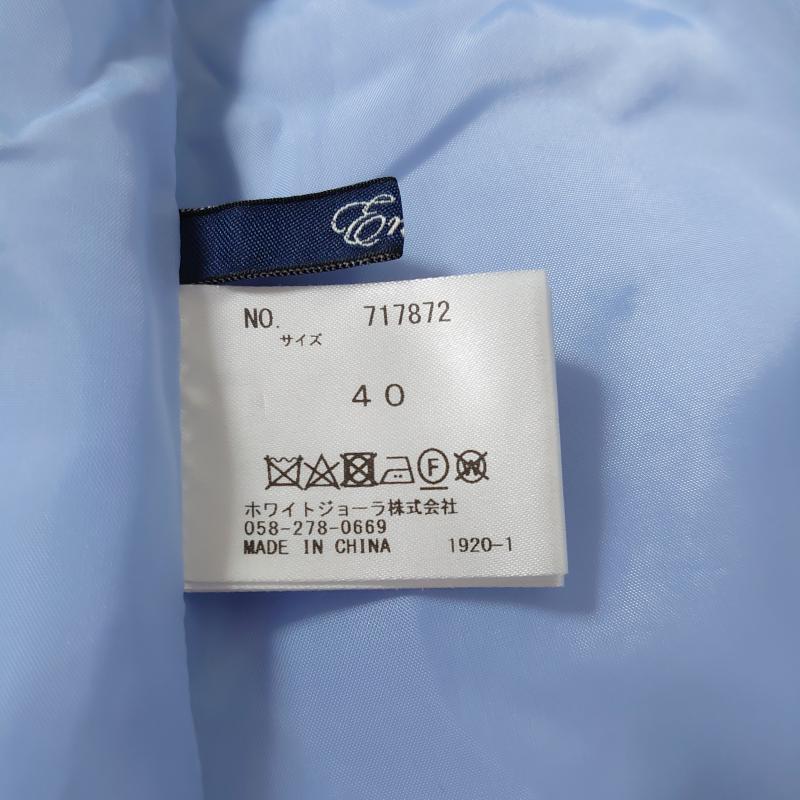 En
NO. 717872
サイズ
40
ホワイトジョーラ株式会社
058-278-0669
MADE IN CHINA 1920-1